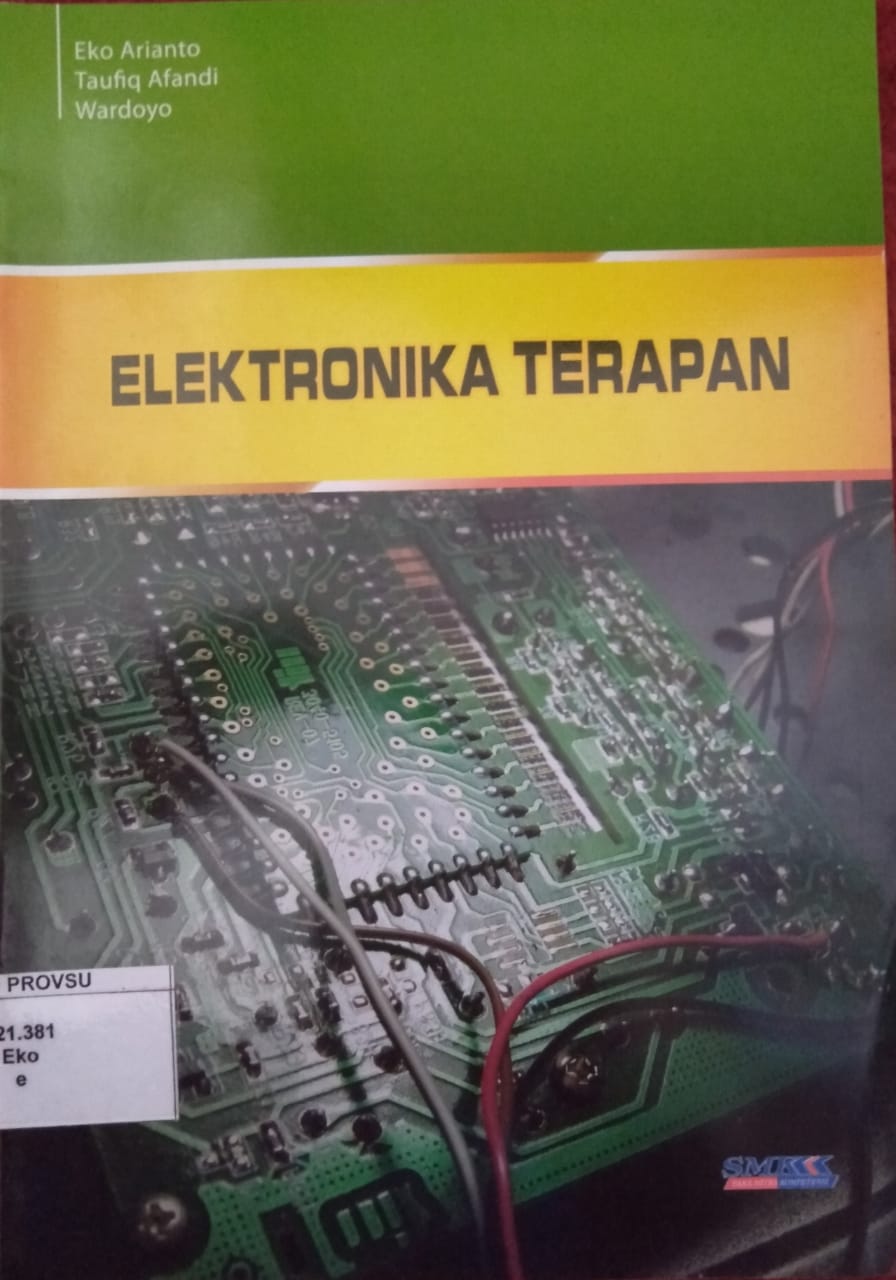 Eko Arianto
Taufiq Afandi
Wardoyo
ELEKTRONIKA TERAPAN
PROVSU
21.381
Eko
e
SMK